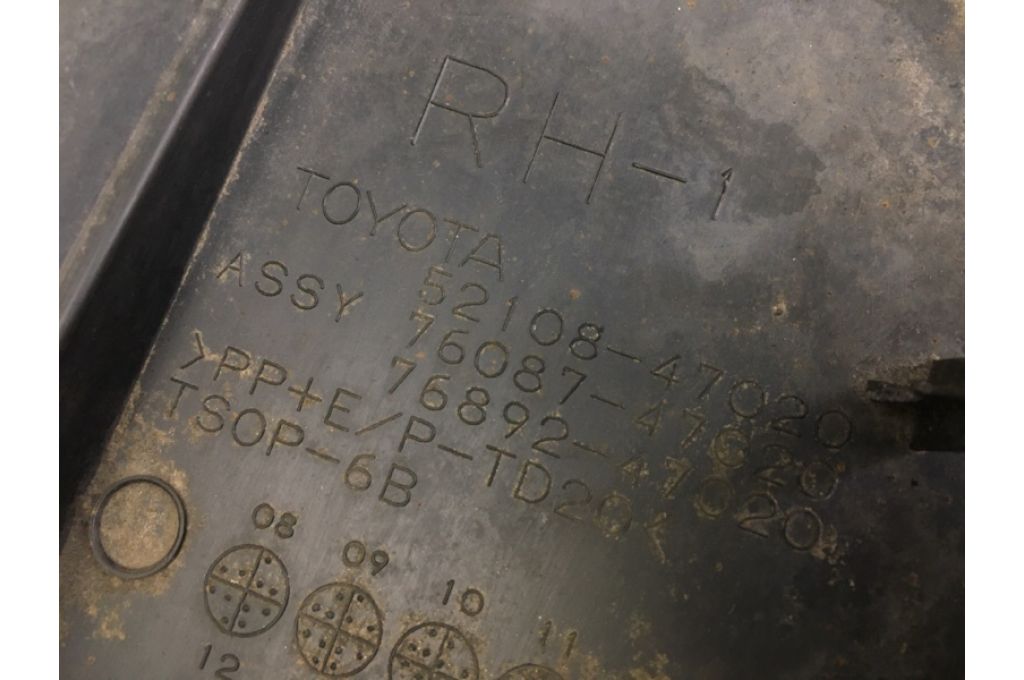 RH-1
TOYOTA
52108-47020
ASSY 76087-47020
76892-47020
>PP+E/P-TD20<
TSOP-6B
08
09
10
11
12